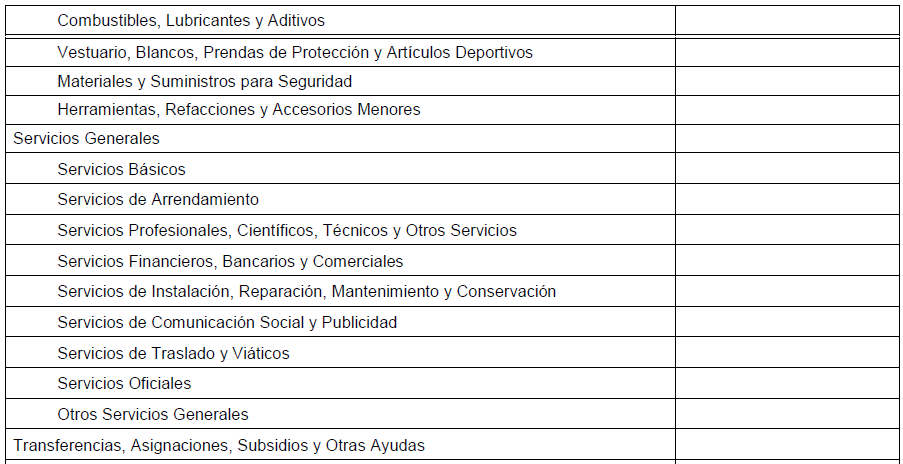 Combustibles, Lubricantes y Aditivos
Vestuario, Blancos, Prendas de Protección y Artículos Deportivos
Materiales y Suministros para Seguridad
Herramientas, Refacciones y Accesorios Menores
Servicios Generales
Servicios Básicos
Servicios de Arrendamiento
Servicios Profesionales, Científicos, Técnicos y Otros Servicios
Servicios Financieros, Bancarios y Comerciales
Servicios de Instalación, Reparación, Mantenimiento y Conservación
Servicios de Comunicación Social y Publicidad
Servicios de Traslado y Viáticos
Servicios Oficiales
Otros Servicios Generales
Transferencias, Asignaciones, Subsidios y Otras Ayudas